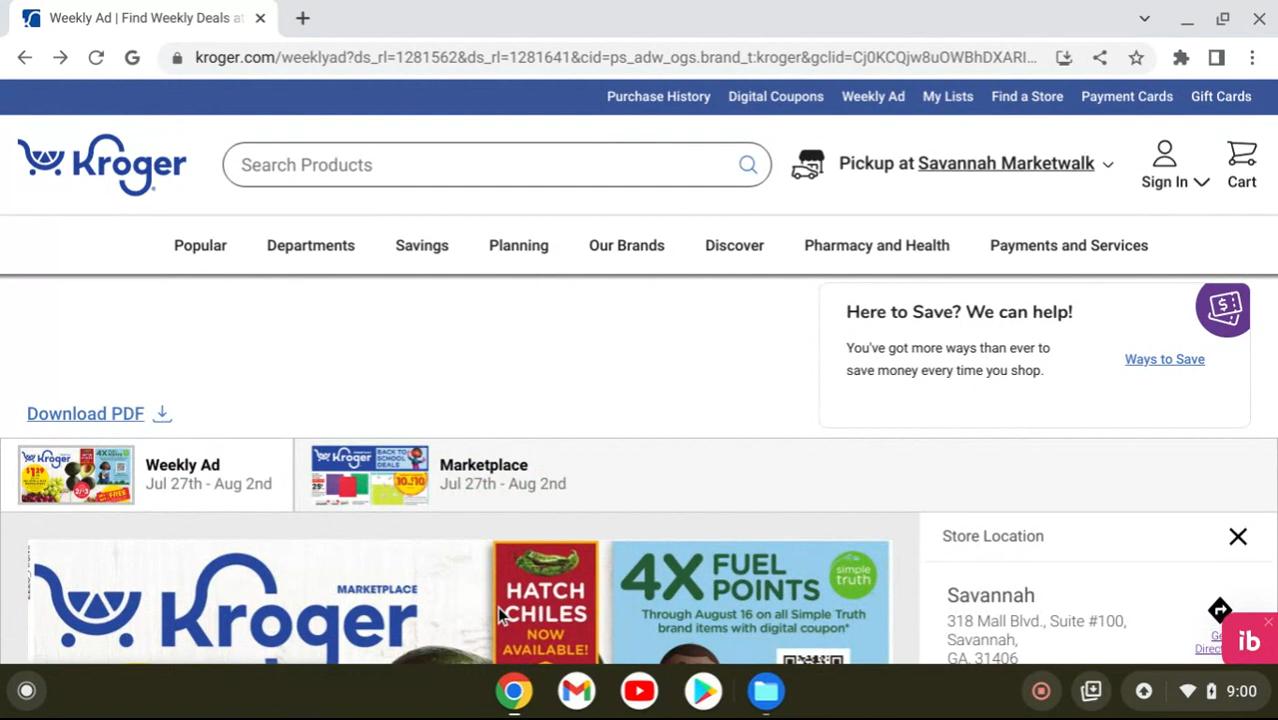 Weekly Ad | Find Weekly Deals at
kroger.com/weeklyad?ds_rl=1281562&ds_rl=1281641&cid=ps_adw_ogs.brand_t:kroger&gclid=Cj0KCQjw8uOWBhDXARI...
Purchase History Digital Coupons Weekly Ad My Lists Find a Store Payment Cards Gift Cards
Kroger
Search Products
Pickup at Savannah Marketwalk
Sign In
Cart
Popular Departments Savings Planning Our Brands Discover Pharmacy and Health Payments and Services
Here to Save? We can help!
You've got more ways than ever to
save money every time you shop.
Ways to Save
Download PDF
Weekly Ad
Jul 27th - Aug 2nd
Kroger
BACK TO
SCHOOL
DEALS
Marketplace
Jul 27th - Aug 2nd
Store Location
MARKETPLACE
Kroger
HATCH
CHILES
NOW
AVAILABLE!
4X FUEL
POINTS
simple
truth
Through August 16 on all Simple Truth
brand items with digital coupon*
Savannah
318 Mall Blvd., Suite #100,
Savannah,
GA, 31406
ib
9:00